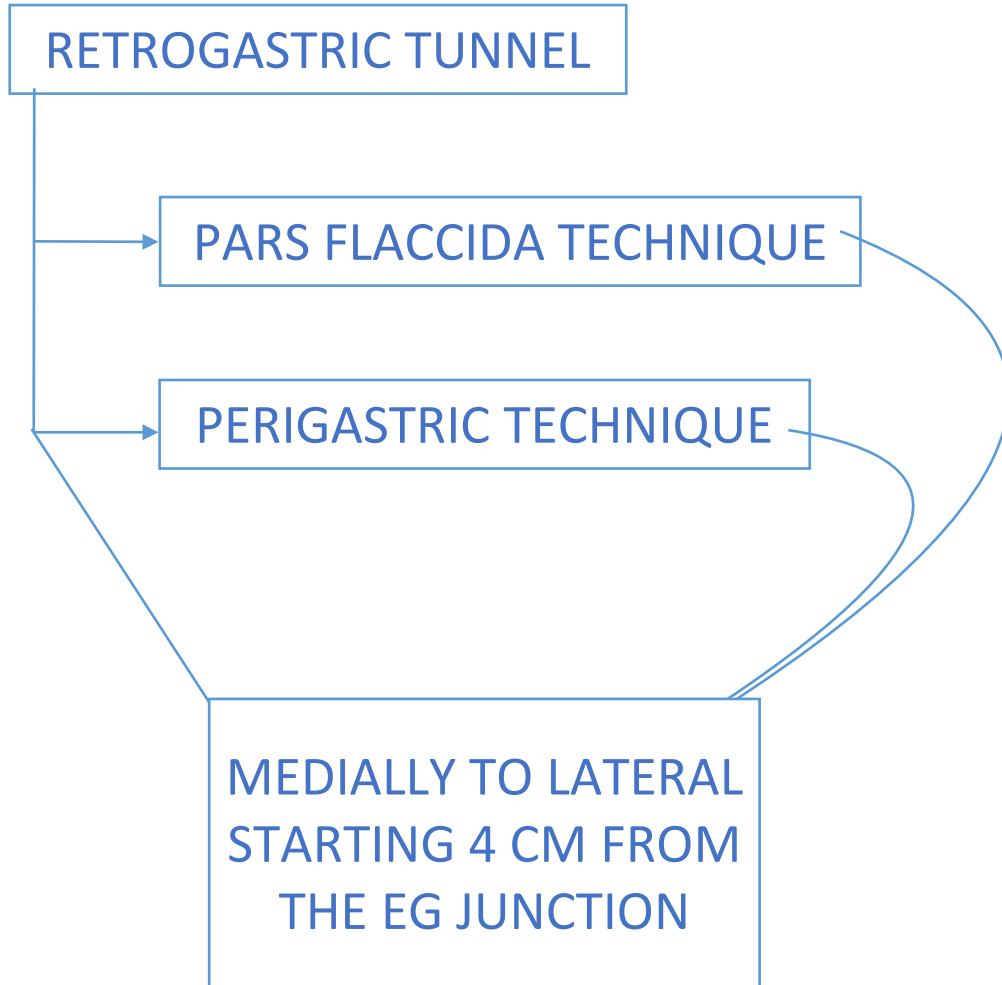 RETROGASTRIC TUNNEL
PARS FLACCIDA TECHNIQUE
PERIGASTRIC TECHNIQUE
MEDIALLY TO LATERAL
STARTING 4 CM FROM
THE EG JUNCTION